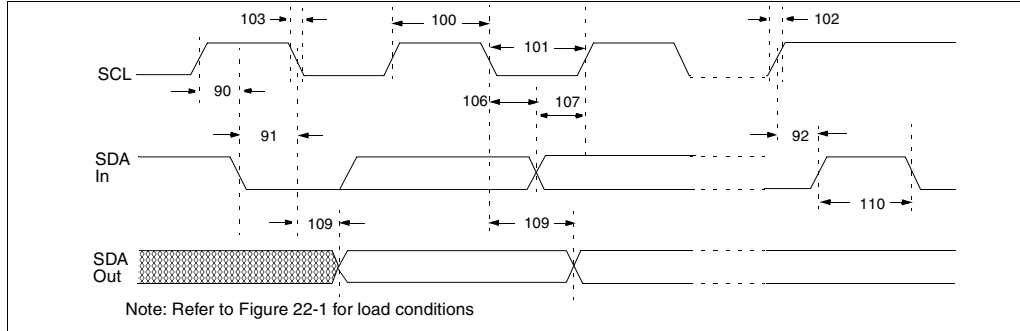 103
100
101
102
SCL
90
106
107
91
92
SDA
In
110
109
109
SDA
Out
Note: Refer to Figure 22-1 for load conditions